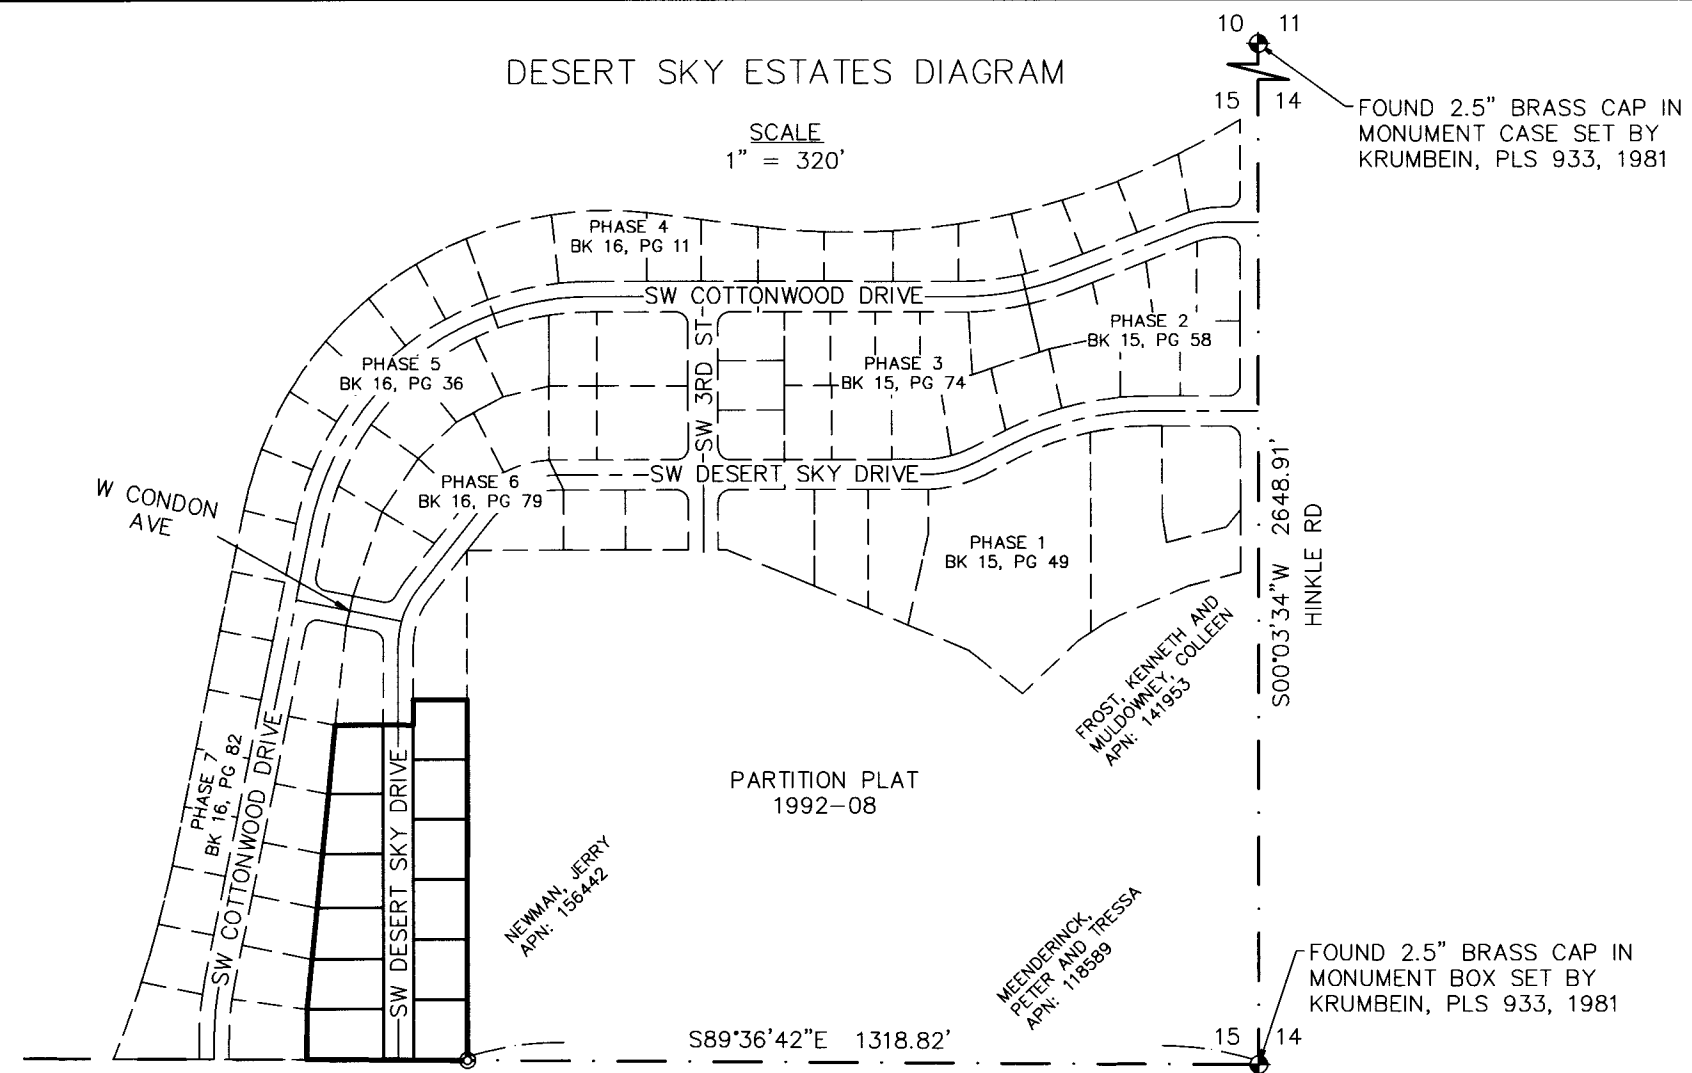 10 11
DESERT SKY ESTATES DIAGRAM
15 14
FOUND 2.5" BRASS CAP IN
MONUMENT CASE SET BY
KRUMBEIN, PLS 933, 1981
SCALE
1" = 320'
PHASE 4
BK 16, PG 11
SW COTTONWOOD DRIVE
PHASE 2
BK 15, PG 58
SW 3RD ST
PHASE 5
BK 16, PG 36
PHASE 3
BK 15, PG 74
SW DESERT SKY DRIVE
PHASE 6
BK 16, PG 79
W CONDON
AVE
PHASE 1
BK 15, PG 49
S00°03'34"W 2648.91'
HINKLE RD
FROST, KENNETH AND
MULDOWNEY, COLLEEN
APN: 141953
PHASE 7
BK 16, PG 82
SW COTTONWOOD DRIVE
SW DESERT SKY DRIVE
PARTITION PLAT
1992-08
NEWMAN, JERRY
APN: 156442
MEENDERINCK,
PETER AND TRESSA
APN: 118589
FOUND 2.5" BRASS CAP IN
MONUMENT BOX SET BY
KRUMBEIN, PLS 933, 1981
S89°36'42"E 1318.82'
15 14